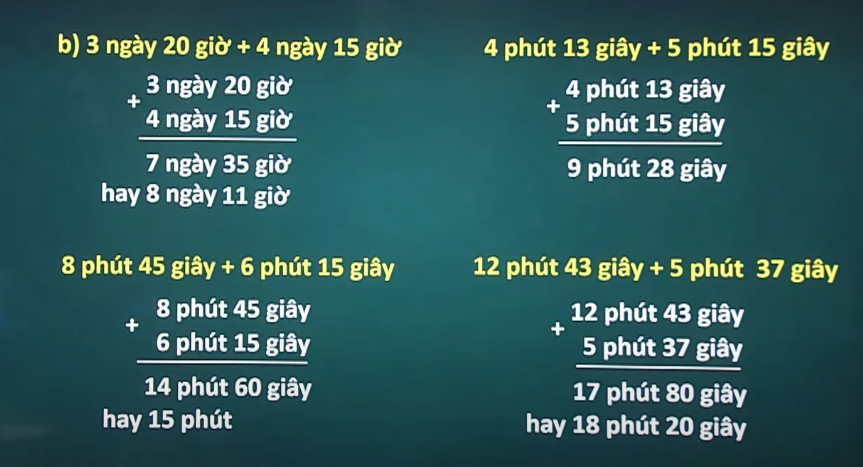 b) 3 ngày 20 giờ + 4 ngày 15 giờ
+
3 ngày 20 giờ
4 ngày 15 giờ
7 ngày 35 giờ
hay 8 ngày 11 giờ
4 phút 13 giây + 5 phút 15 giây
+
4 phút 13 giây
5 phút 15 giây
9 phút 28 giây
8 phút 45 giây + 6 phút 15 giây
+
8 phút 45 giây
6 phút 15 giây
14 phút 60 giây
hay 15 phút
12 phút 43 giây + 5 phút 37 giây
+
12 phút 43 giây
5 phút 37 giây
17 phút 80 giây
hay 18 phút 20 giây